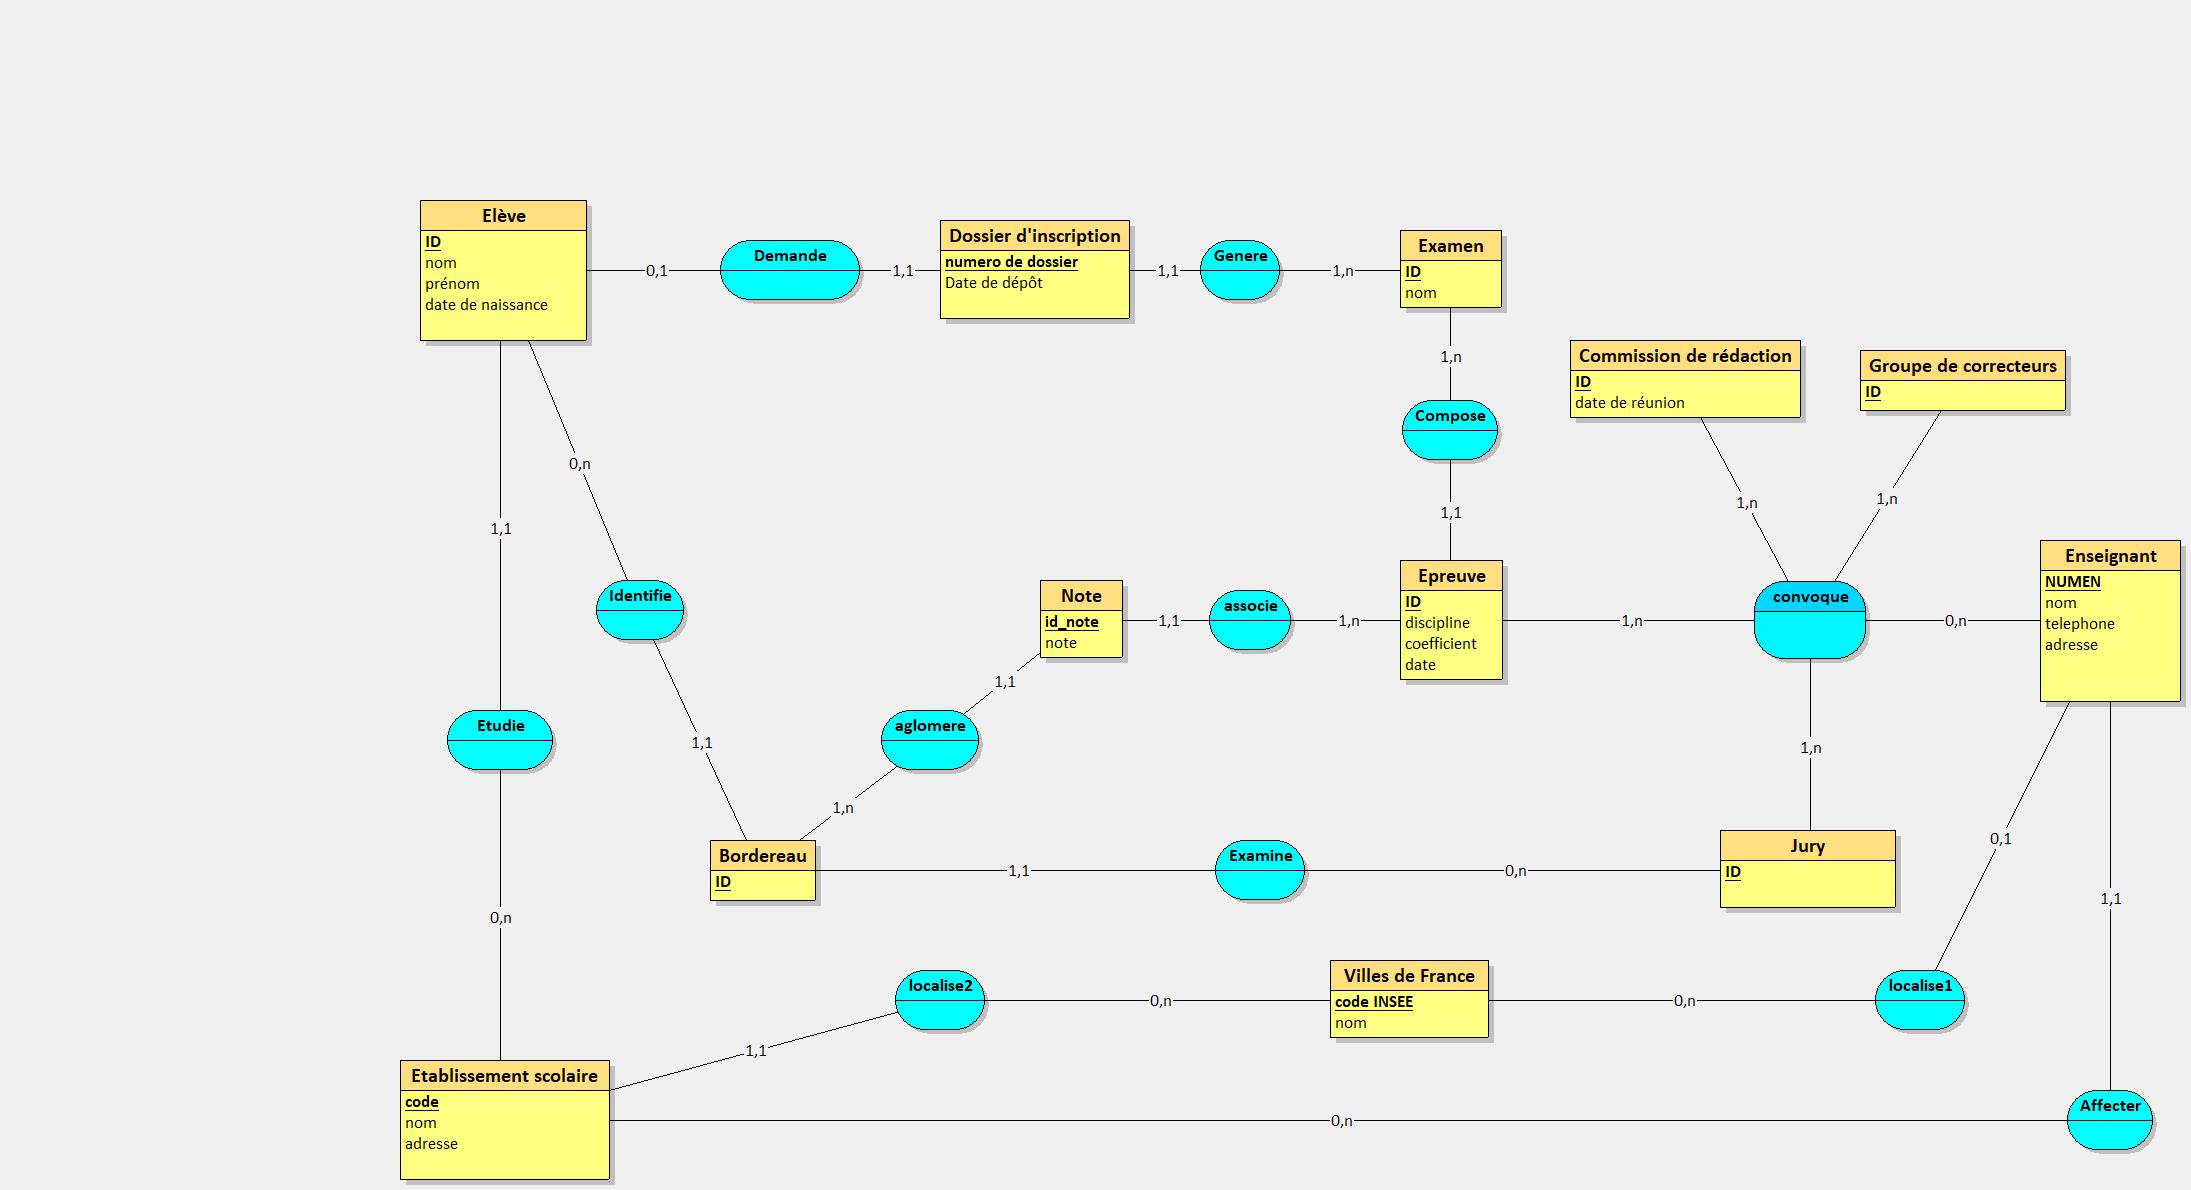 Elève
ID
nom
prénom
date de naissance
0,1
Demande
1,1
Dossier d'inscription
numero de dossier
Date de dépôt
1,1
Genere
1,n
Examen
ID
nom
1,n
Compose
1,1
Commission de rédaction
ID
date de réunion
Groupe de correcteurs
ID
1,n
1,n
0,n
1,1
Identifie
1,1
Note
id_note
note
1,1
associe
1,n
Epreuve
ID
discipline
coefficient
date
1,n
convoque
0,n
Enseignant
NUMEN
nom
telephone
adresse
1,1
aglomere
1,n
Etudie
1,n
0,1
1,1
Bordereau
ID
1,1
Examine
0,n
Jury
ID
0,n
localise2
0,n
Villes de France
code INSEE
nom
0,n
localise1
1,1
Etablissement scolaire
code
nom
adresse
0,n
Affecter